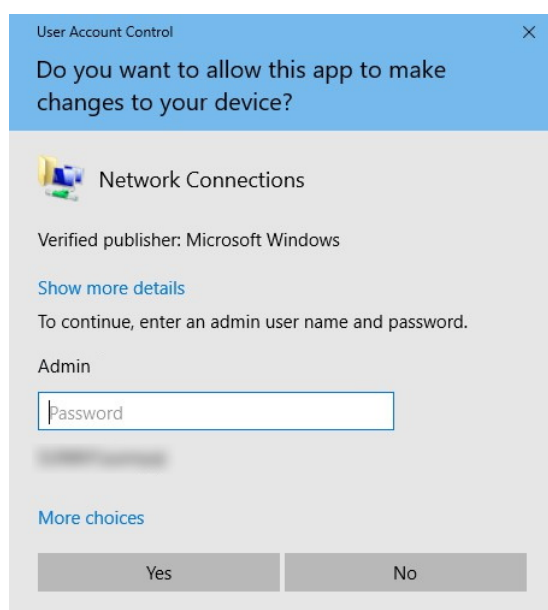 User Account Control
Do you want to allow this app to make
changes to your device?
Network Connections
Verified publisher: Microsoft Windows
Show more details
To continue, enter an admin user name and password.
Admin
Password
More choices
Yes
No